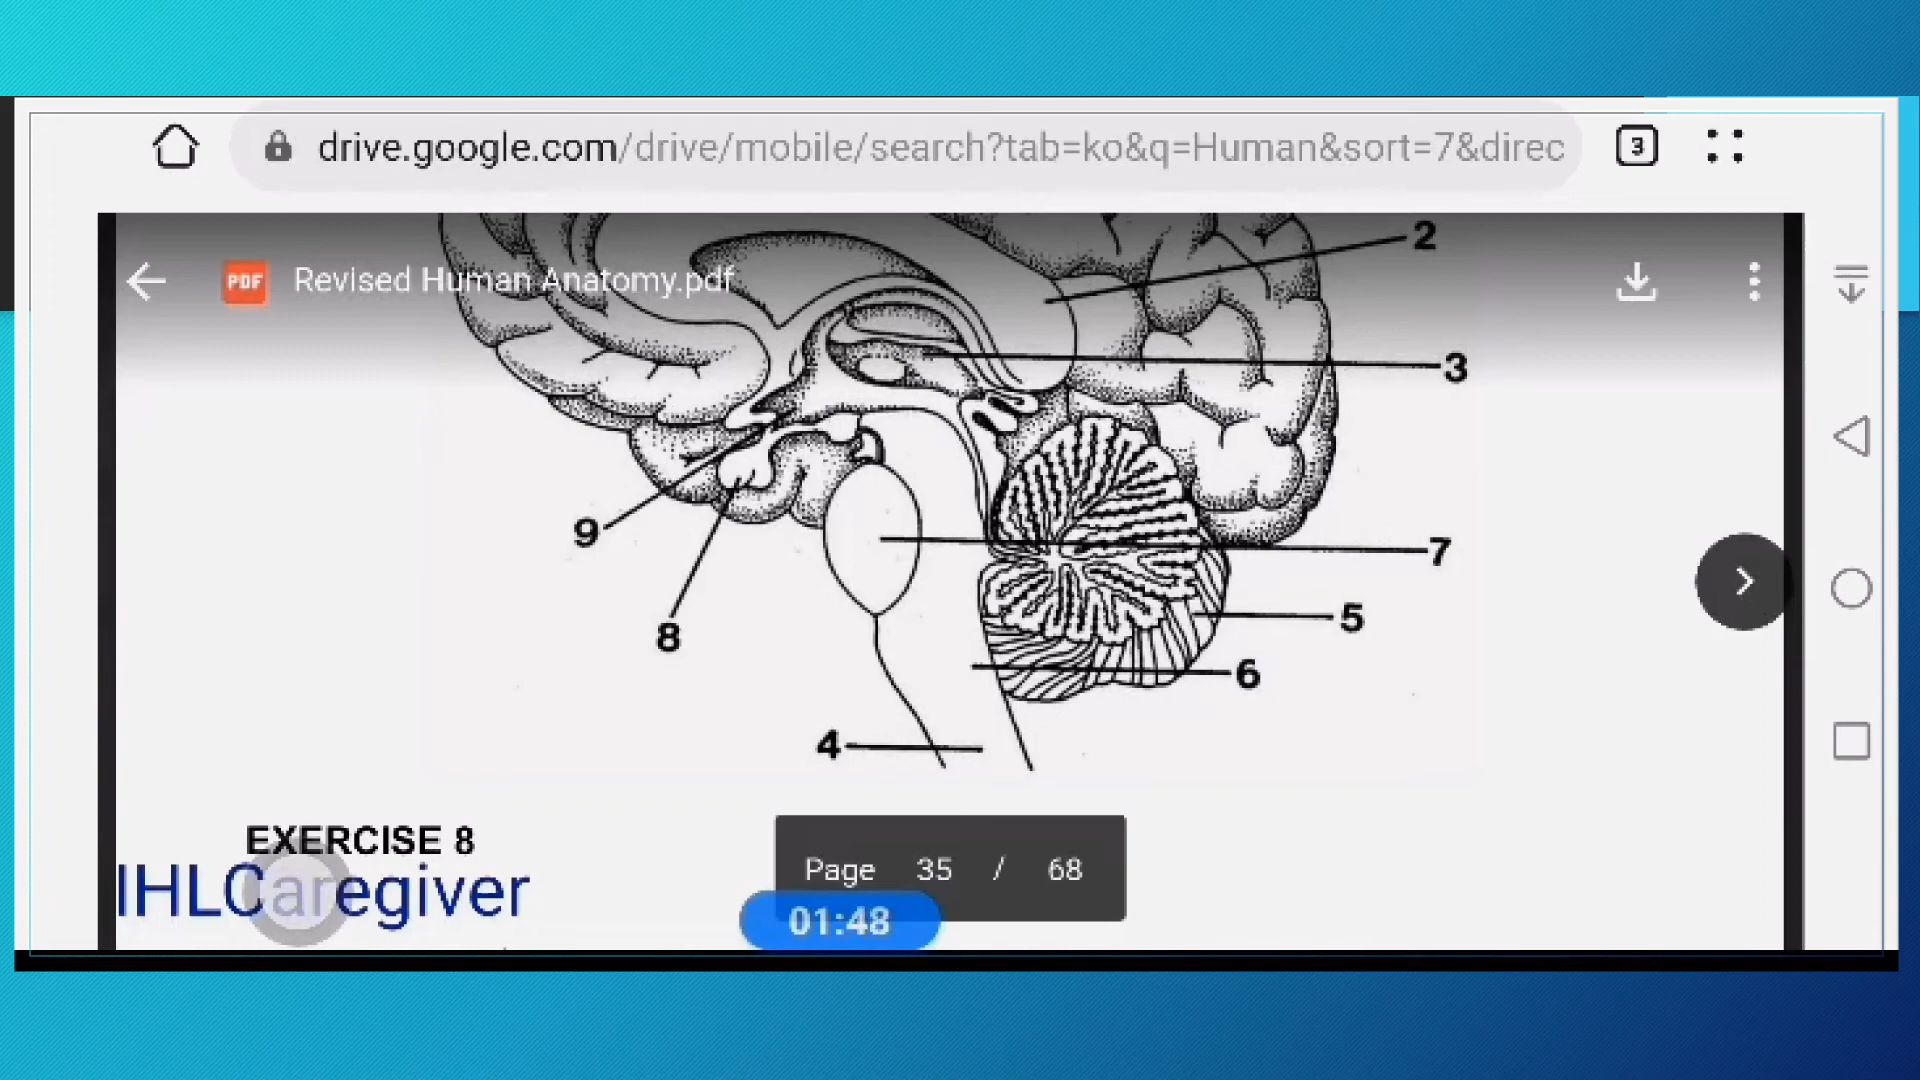 drive.google.com/drive/mobile/search?tab=ko&q=Human&sort=7&direc
3
PDF Revised Human Anatomy.pdf
2
3
9
7
8
5
6
4
EXERCISE 8
IHLCaregiver
Page 35 / 68
01:48